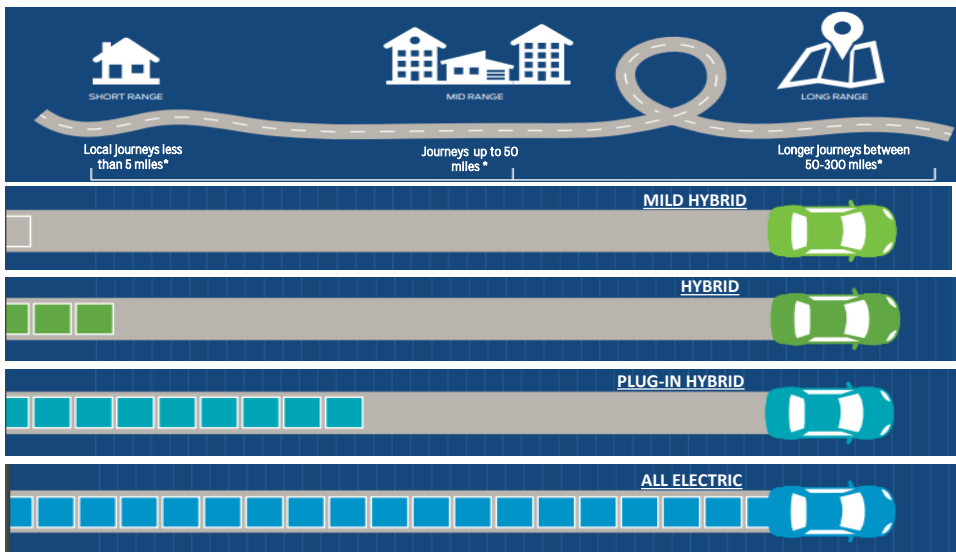 SHORT RANGE
MID RANGE
LONG RANGE
Local journeys less
than 5 miles*
Journeys up to 50
miles *
Longer journeys between
50-300 miles*
MILD HYBRID
HYBRID
PLUG-IN HYBRID
ALL ELECTRIC